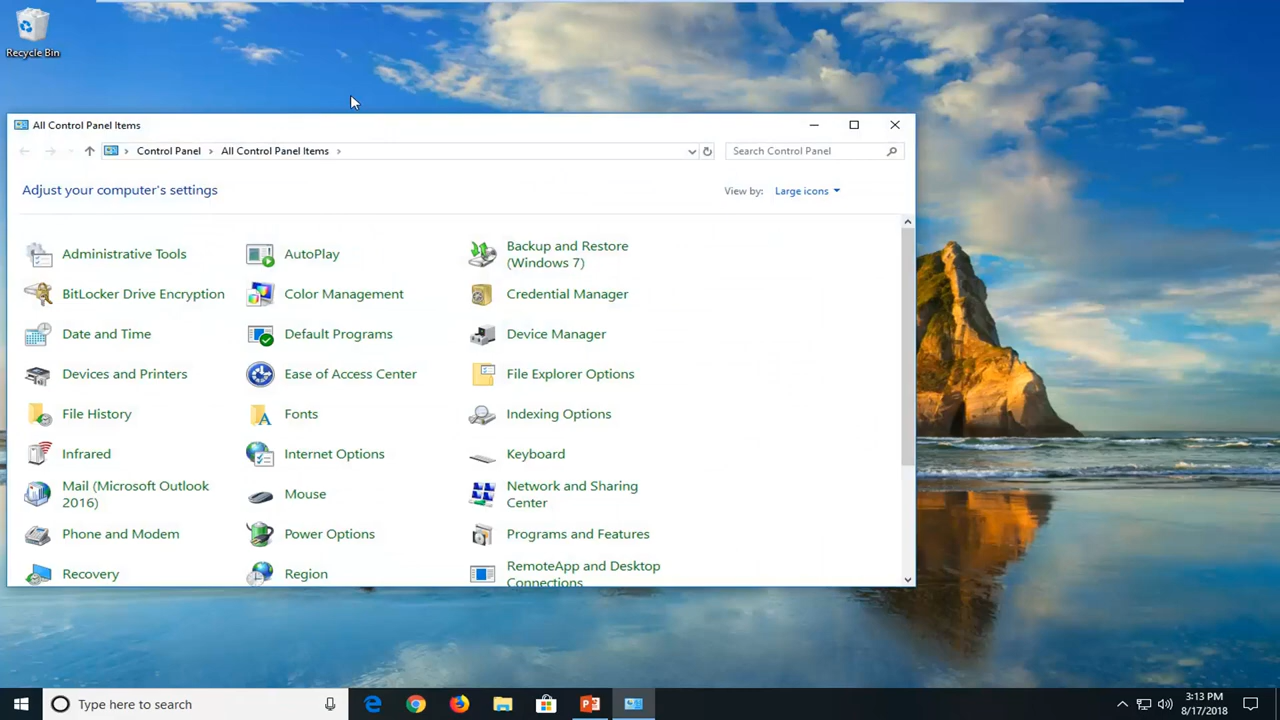 Recycle Bin
All Control Panel Items
Control Panel
All Control Panel Items
Search Control Panel
Adjust your computer's settings
View by: Large icons
Administrative Tools
AutoPlay
Backup and Restore
(Windows 7)
BitLocker Drive Encryption
Color Management
Credential Manager
Date and Time
Default Programs
Device Manager
Devices and Printers
Ease of Access Center
File Explorer Options
File History
Fonts
Indexing Options
Infrared
Internet Options
Keyboard
Mail (Microsoft Outlook
2016)
Mouse
Network and Sharing
Center
Phone and Modem
Power Options
Programs and Features
Recovery
Region
RemoteApp and Desktop
Connections
Type here to search
3:13 PM
8/17/2018